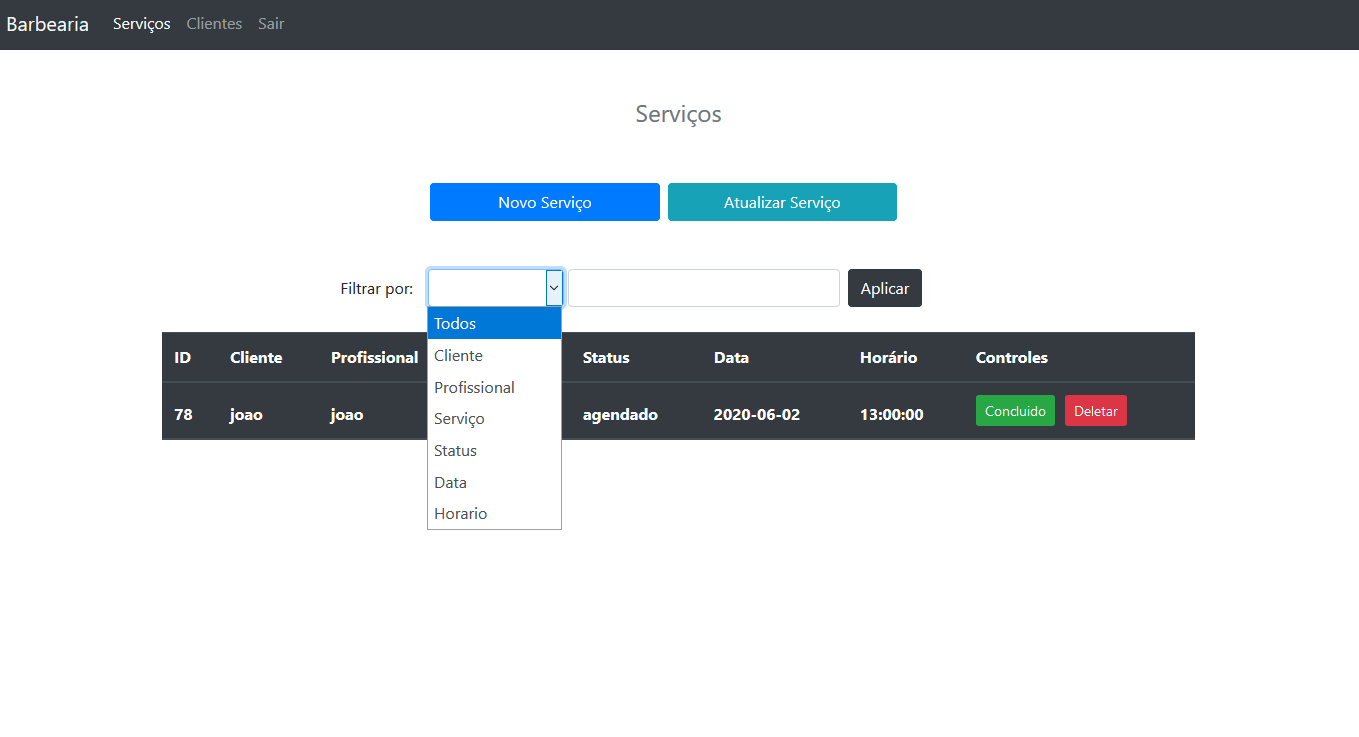 Barbearia Serviços Clientes Sair
Serviços
Novo Serviço Atualizar Serviço
Filtrar por: Aplicar
Todos
Cliente
Profissional
Serviço
Status
Data
Horario
ID Cliente Profissional Status Data Horário Controles
78 joao joao agendado 2020-06-02 13:00:00 Concluido Deletar